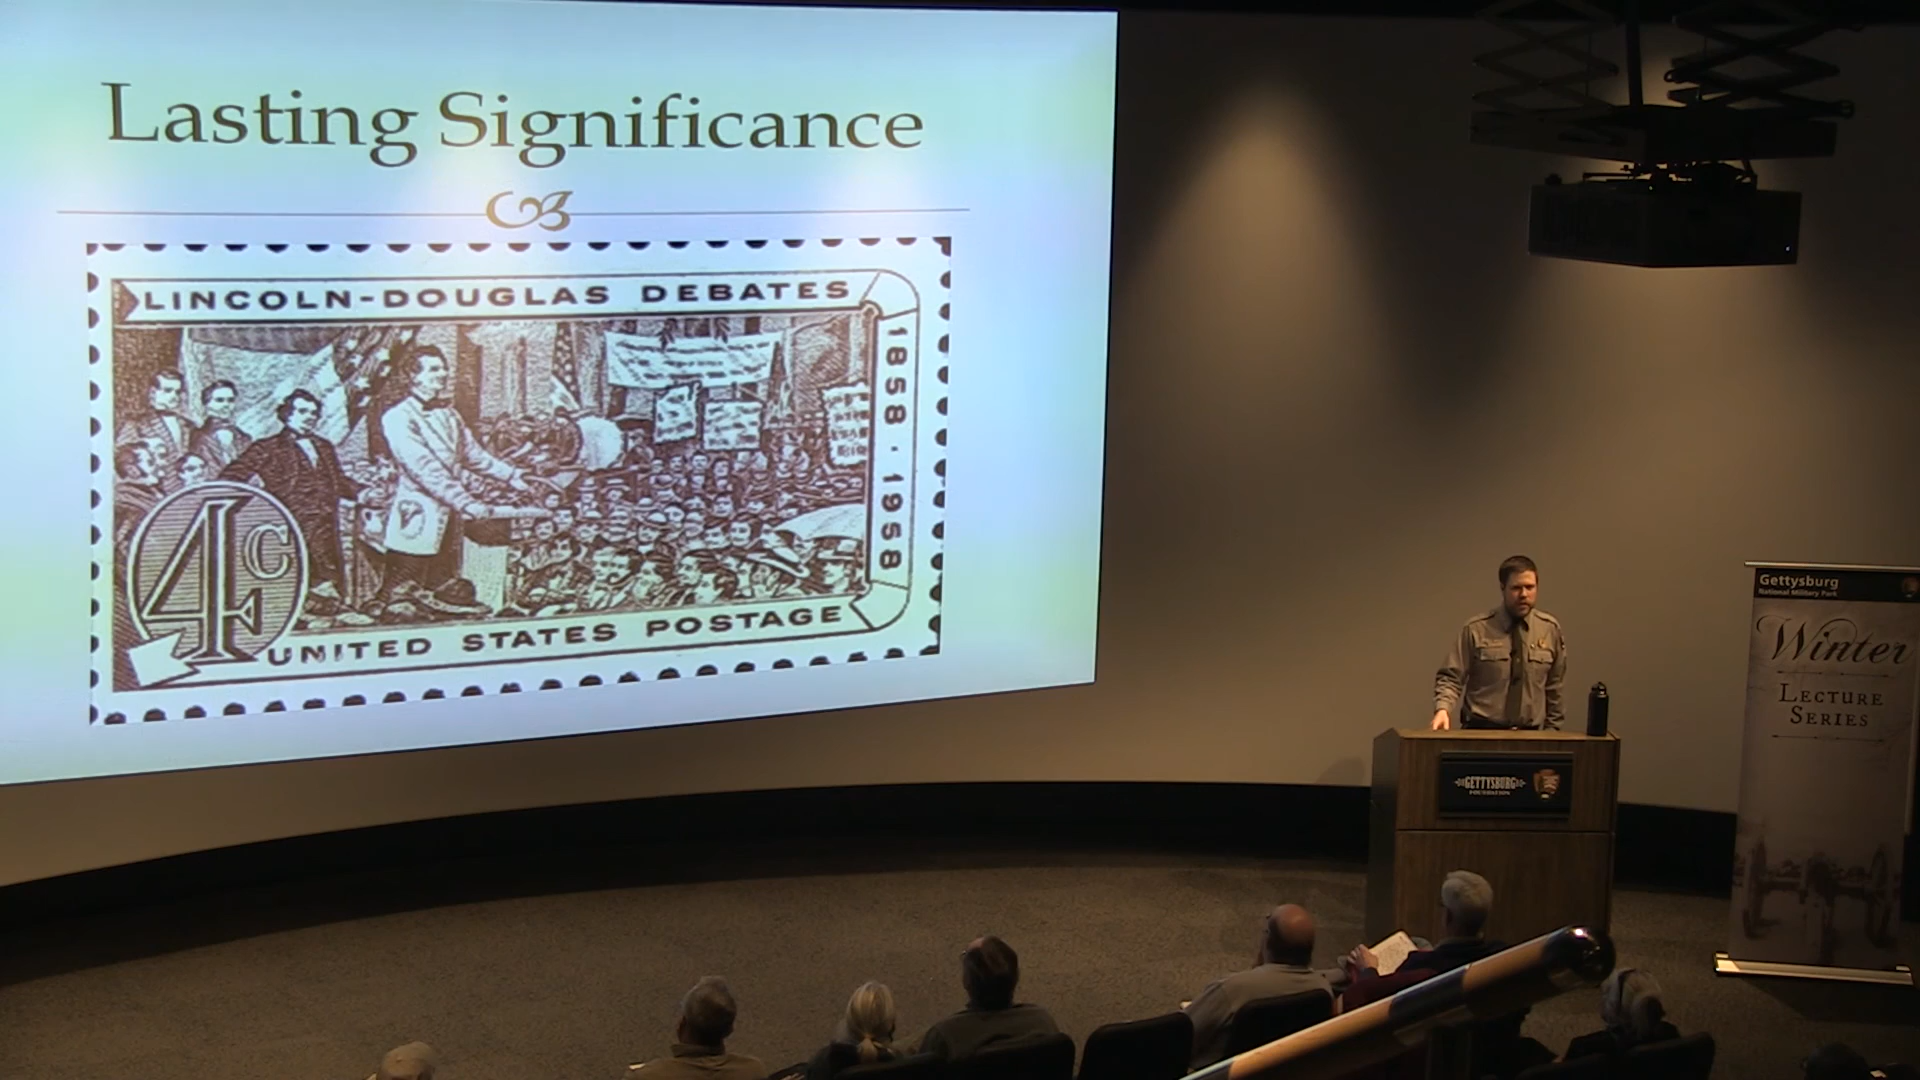 Lasting Significance
LINCOLN-DOUGLAS DEBATES
1858 · 1958
4c
UNITED STATES POSTAGE
Gettysburg
National Military Park
Winter
LECTURE
SERIES
GETTYSBURG
FOUNDATION